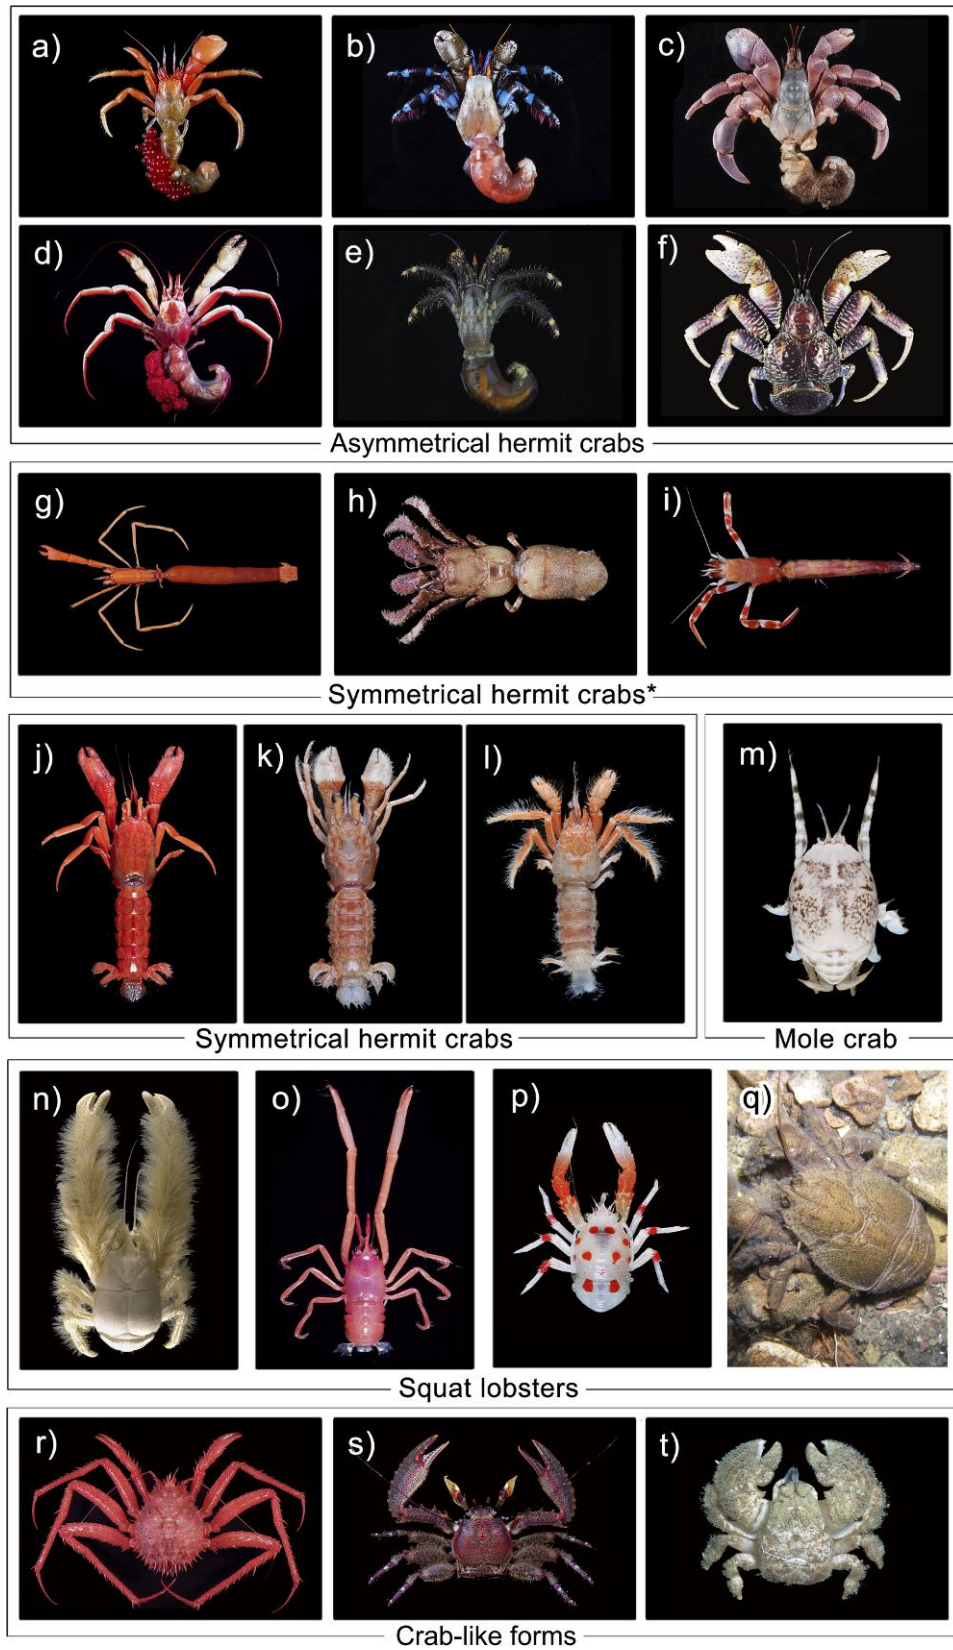 a) b) c)
d) e) f)
Asymmetrical hermit crabs
g) h) i)
Symmetrical hermit crabs*
j) k) l) m)
Symmetrical hermit crabs
Mole crab
n) o) p) q)
Squat lobsters
r) s) t)
Crab-like forms